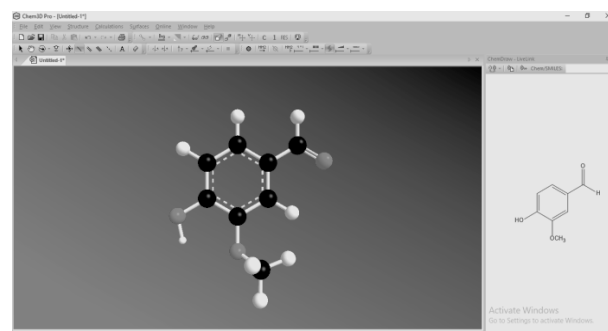 Chem3D Pro - [Untitled-1*]
File Edit View Structure Calculations Surfaces Online Window Help
Untitled-1*
ChemDraw - LiveLink
ChemSMILES
O
H
HO
OCH₃
Activate Windows
Go to Settings to activate Windows.